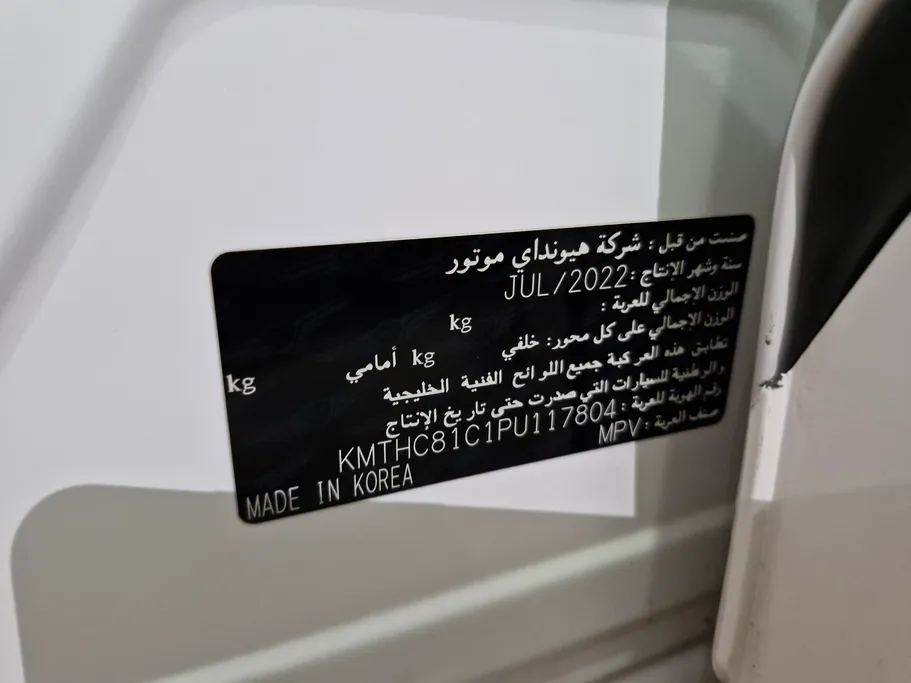 صنعت من قبل : شركة هيونداي موتور
سنة وشهر الإنتاج : JUL/2022
الوزن الإجمالي للعربة :
kg
الوزن الإجمالي على كل محور: خلفي
kg أمامي kg
تطابق هذه العركبة جميع اللوائح الفنية الخليجية
والوطنية للسيارات التي صدرت حتى تاريخ الإنتاج
رقم الهوية للعربة : KMTHC81C1PU117804
صنف العربة : MPV
MADE IN KOREA